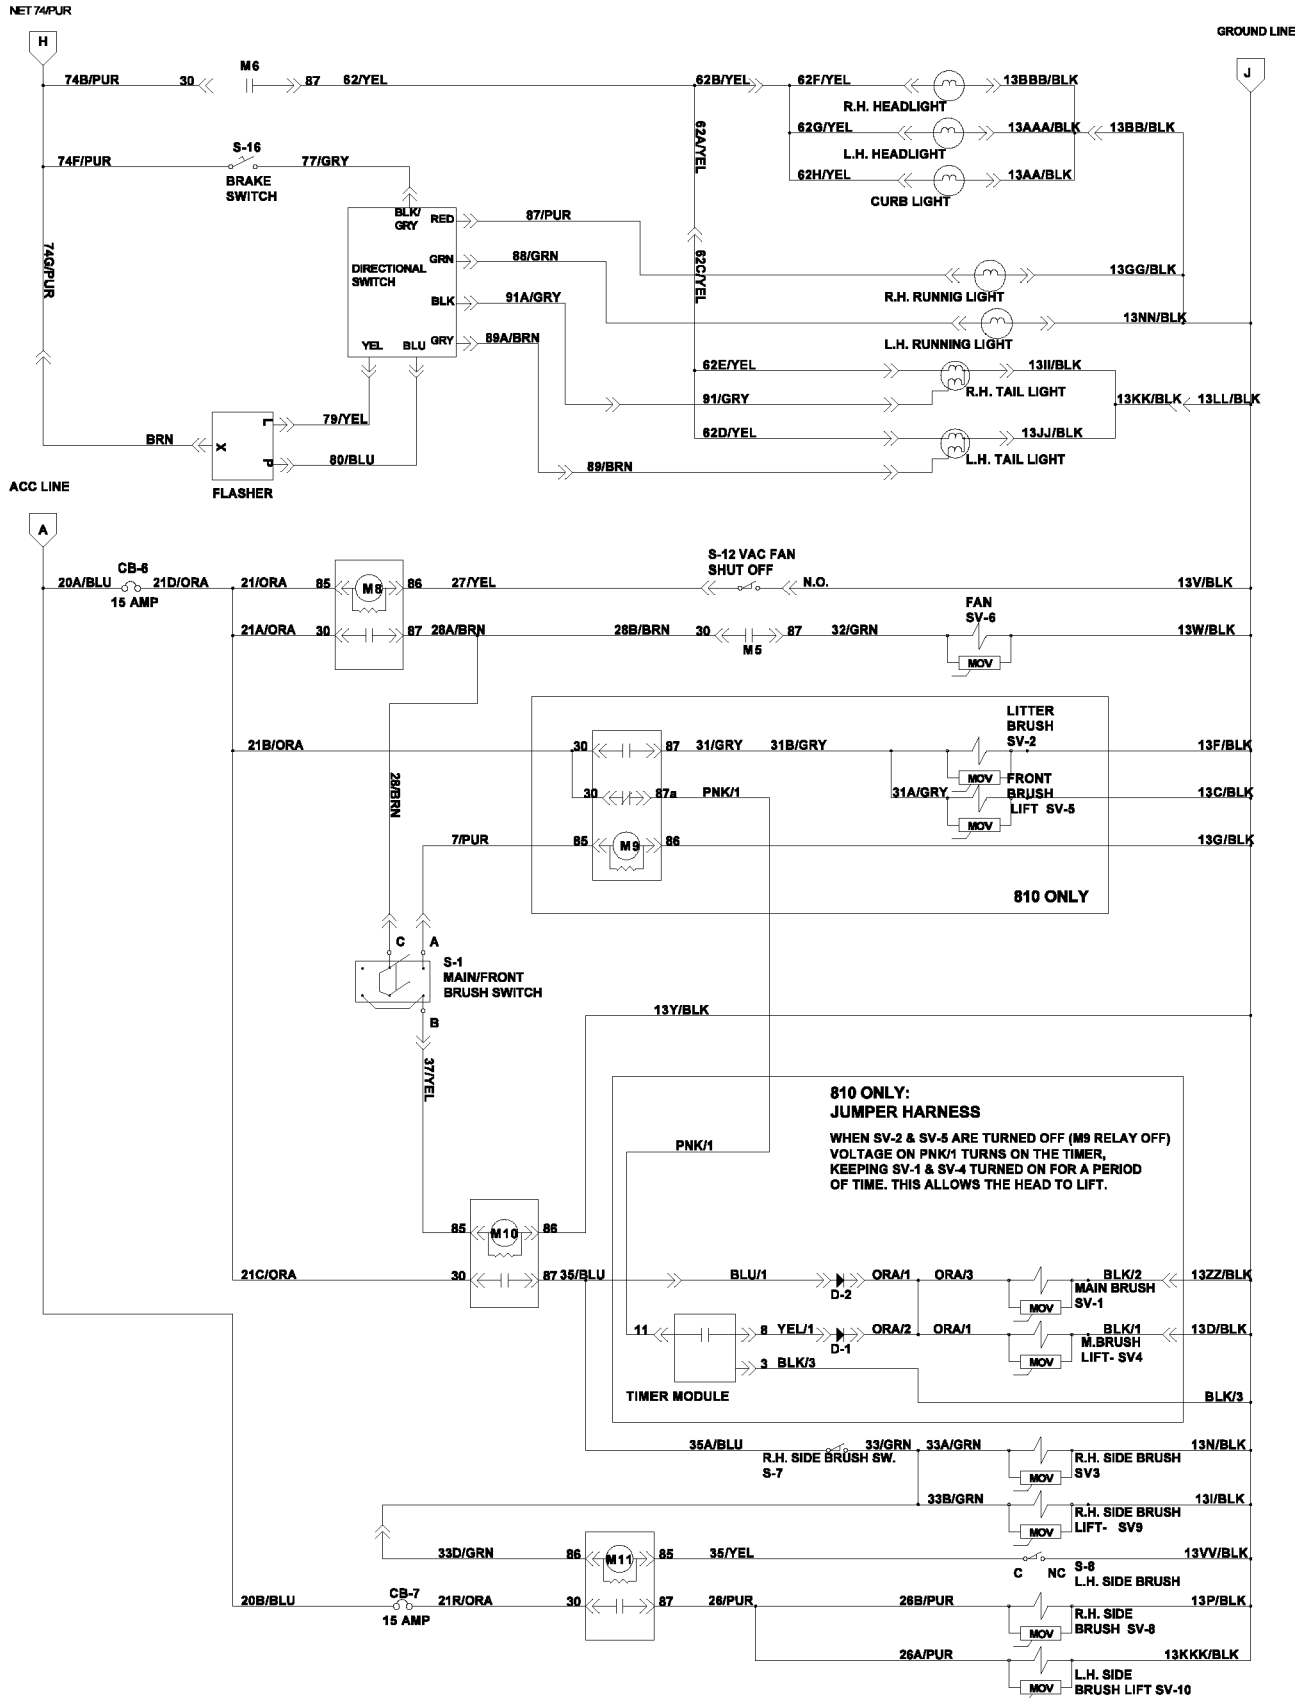 NET 74/PUR
GROUND LINE
H
J
74B/PUR
30
M6
87
62/YEL
62B/YEL
62F/YEL
13BBB/BLK
R.H. HEADLIGHT
62A/YEL
62G/YEL
13AAA/BLK
13BB/BLK
L.H. HEADLIGHT
74F/PUR
S-16
77/GRY
BRAKE
SWITCH
62H/YEL
13AA/BLK
CURB LIGHT
BLK/
GRY
RED
87/PUR
74G/PUR
DIRECTIONAL
SWITCH
GRN
88/GRN
62C/YEL
13GG/BLK
R.H. RUNNIG LIGHT
BLK
91A/GRY
13NN/BLK
L.H. RUNNING LIGHT
YEL
BLU
GRY
89A/BRN
62E/YEL
13II/BLK
R.H. TAIL LIGHT
91/GRY
13KK/BLK
13LL/BLK
L
79/YEL
X
BRN
P
80/BLU
62D/YEL
13JJ/BLK
L.H. TAIL LIGHT
89/BRN
FLASHER
ACC LINE
A
20A/BLU
CB-6
15 AMP
21D/ORA
21/ORA
85
M8
86
27/YEL
S-12 VAC FAN
SHUT OFF
N.O.
13V/BLK
21A/ORA
30
87
28A/BRN
28B/BRN
30
M5
87
32/GRN
FAN
SV-6
MOV
13W/BLK
21B/ORA
30
87
31/GRY
31B/GRY
LITTER
BRUSH
SV-2
MOV
13F/BLK
28/BRN
30
87a
PNK/1
31A/GRY
FRONT
BRUSH
LIFT SV-5
MOV
13C/BLK
7/PUR
85
M9
86
13G/BLK
810 ONLY
C
A
S-1
MAIN/FRONT
BRUSH SWITCH
B
13Y/BLK
37/YEL
810 ONLY:
JUMPER HARNESS
WHEN SV-2 & SV-5 ARE TURNED OFF (M9 RELAY OFF)
VOLTAGE ON PNK/1 TURNS ON THE TIMER,
KEEPING SV-1 & SV-4 TURNED ON FOR A PERIOD
OF TIME. THIS ALLOWS THE HEAD TO LIFT.
PNK/1
85
M10
86
21C/ORA
30
87
35/BLU
BLU/1
D-2
ORA/1
ORA/3
MOV
BLK/2
MAIN BRUSH
SV-1
13ZZ/BLK
11
8
YEL/1
D-1
ORA/2
ORA/1
MOV
BLK/1
M.BRUSH
LIFT- SV4
13D/BLK
3
BLK/3
TIMER MODULE
BLK/3
35A/BLU
R.H. SIDE BRUSH SW.
S-7
33/GRN
33A/GRN
MOV
R.H. SIDE BRUSH
SV3
13N/BLK
33B/GRN
MOV
R.H. SIDE BRUSH
LIFT- SV9
13I/BLK
33D/GRN
86
M11
85
35/YEL
C
NC
S-8
L.H. SIDE BRUSH
13VV/BLK
20B/BLU
CB-7
15 AMP
21R/ORA
30
87
26/PUR
26B/PUR
MOV
R.H. SIDE
BRUSH SV-8
13P/BLK
26A/PUR
MOV
L.H. SIDE
BRUSH LIFT SV-10
13KKK/BLK